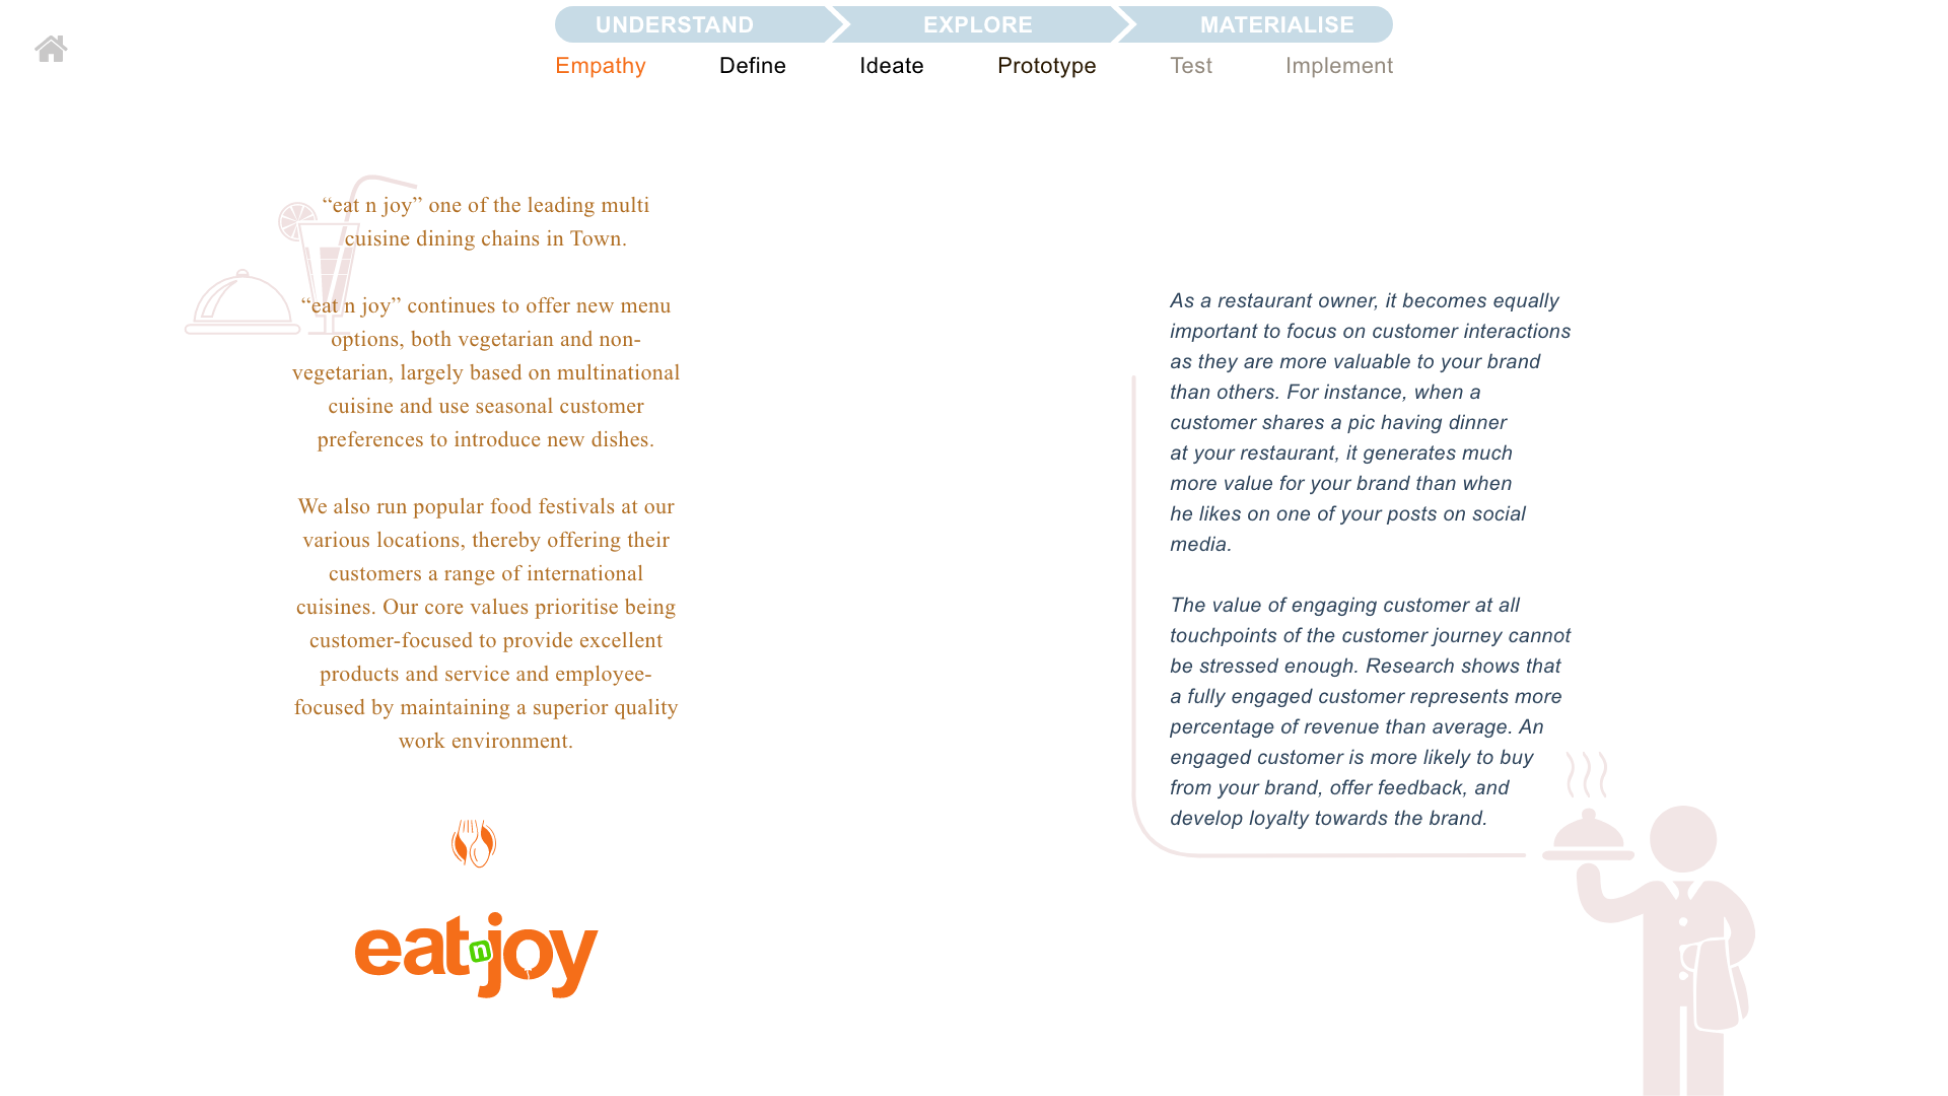 UNDERSTAND EXPLORE MATERIALISE
Empathy Define Ideate Prototype Test Implement
“eat n joy” one of the leading multi
cuisine dining chains in Town.
“eat n joy” continues to offer new menu
options, both vegetarian and non-
vegetarian, largely based on multinational
cuisine and use seasonal customer
preferences to introduce new dishes.
We also run popular food festivals at our
various locations, thereby offering their
customers a range of international
cuisines. Our core values prioritise being
customer-focused to provide excellent
products and service and employee-
focused by maintaining a superior quality
work environment.
eat n joy
As a restaurant owner, it becomes equally
important to focus on customer interactions
as they are more valuable to your brand
than others. For instance, when a
customer shares a pic having dinner
at your restaurant, it generates much
more value for your brand than when
he likes on one of your posts on social
media.
The value of engaging customer at all
touchpoints of the customer journey cannot
be stressed enough. Research shows that
a fully engaged customer represents more
percentage of revenue than average. An
engaged customer is more likely to buy
from your brand, offer feedback, and
develop loyalty towards the brand.